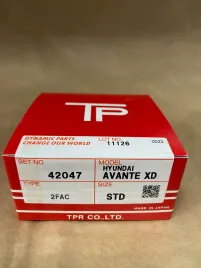 TP
DYNAMIC PARTS
CHANGE OUR WORLD
LOT NO.
11126
0522
SET NO
42047
MODEL
HYUNDAI
AVANTE XD
TYPE
2FAC
SIZE
STD
MADE IN JAPAN
TPR CO.,LTD.